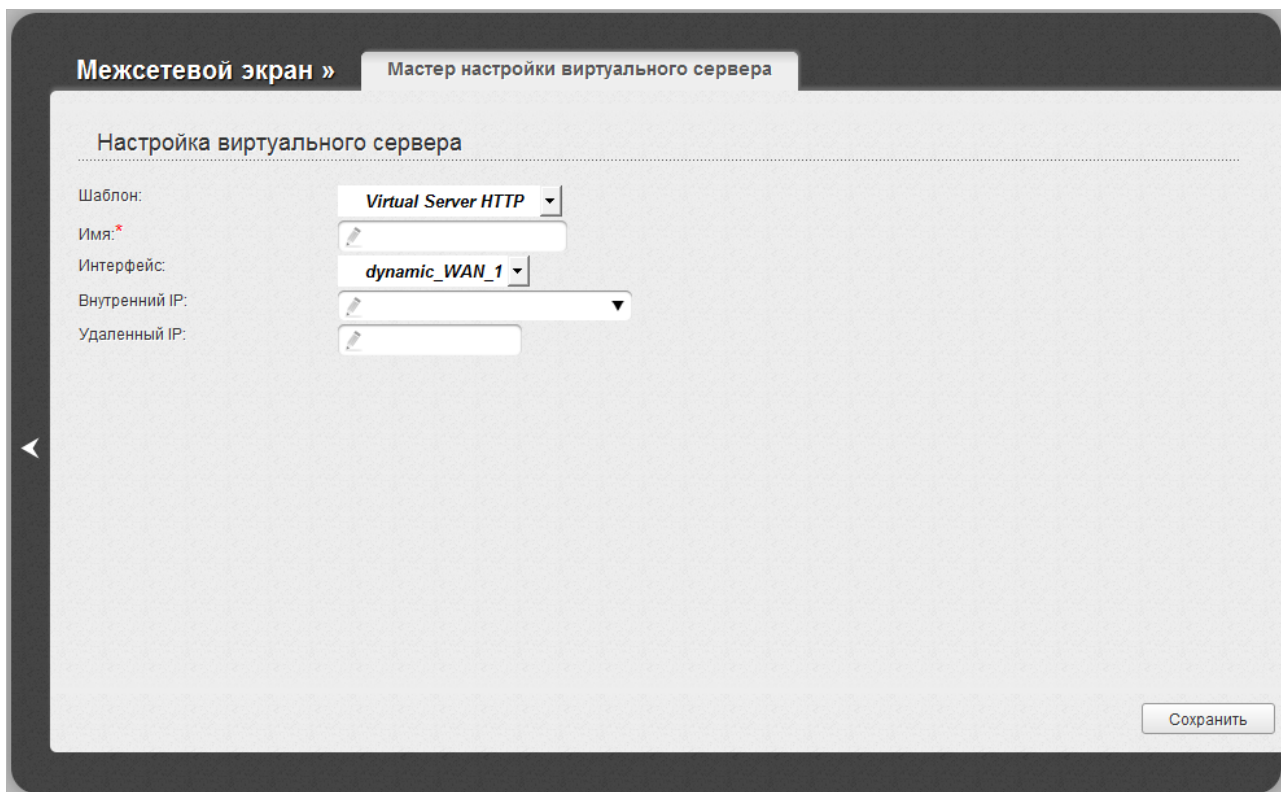 Межсетевой экран »
Мастер настройки виртуального сервера
Настройка виртуального сервера
Шаблон:
Virtual Server HTTP
Имя:*
Интерфейс:
dynamic_WAN_1
Внутренний IP:
Удаленный IP:
Сохранить